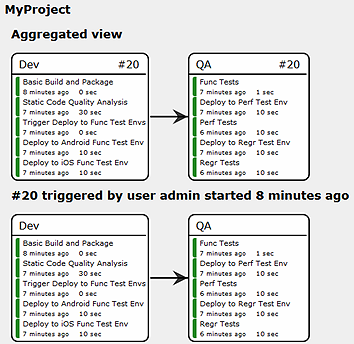 MyProject
Aggregated view
Dev #20
Basic Build and Package
8 minutes ago 0 sec
Static Code Quality Analysis
7 minutes ago 30 sec
Trigger Deploy to Func Test Envs
7 minutes ago 0 sec
Deploy to Android Func Test Env
7 minutes ago 10 sec
Deploy to iOS Func Test Env
7 minutes ago 10 sec
QA #20
Func Tests
7 minutes ago 1 sec
Deploy to Perf Test Env
7 minutes ago 10 sec
Perf Tests
6 minutes ago 10 sec
Deploy to Regr Test Env
7 minutes ago 10 sec
Regr Tests
6 minutes ago 10 sec
#20 triggered by user admin started 8 minutes ago
Dev
Basic Build and Package
8 minutes ago 0 sec
Static Code Quality Analysis
7 minutes ago 30 sec
Trigger Deploy to Func Test Envs
7 minutes ago 0 sec
Deploy to Android Func Test Env
7 minutes ago 10 sec
Deploy to iOS Func Test Env
7 minutes ago 10 sec
QA
Func Tests
7 minutes ago 1 sec
Deploy to Perf Test Env
7 minutes ago 10 sec
Perf Tests
6 minutes ago 10 sec
Deploy to Regr Test Env
7 minutes ago 10 sec
Regr Tests
6 minutes ago 10 sec